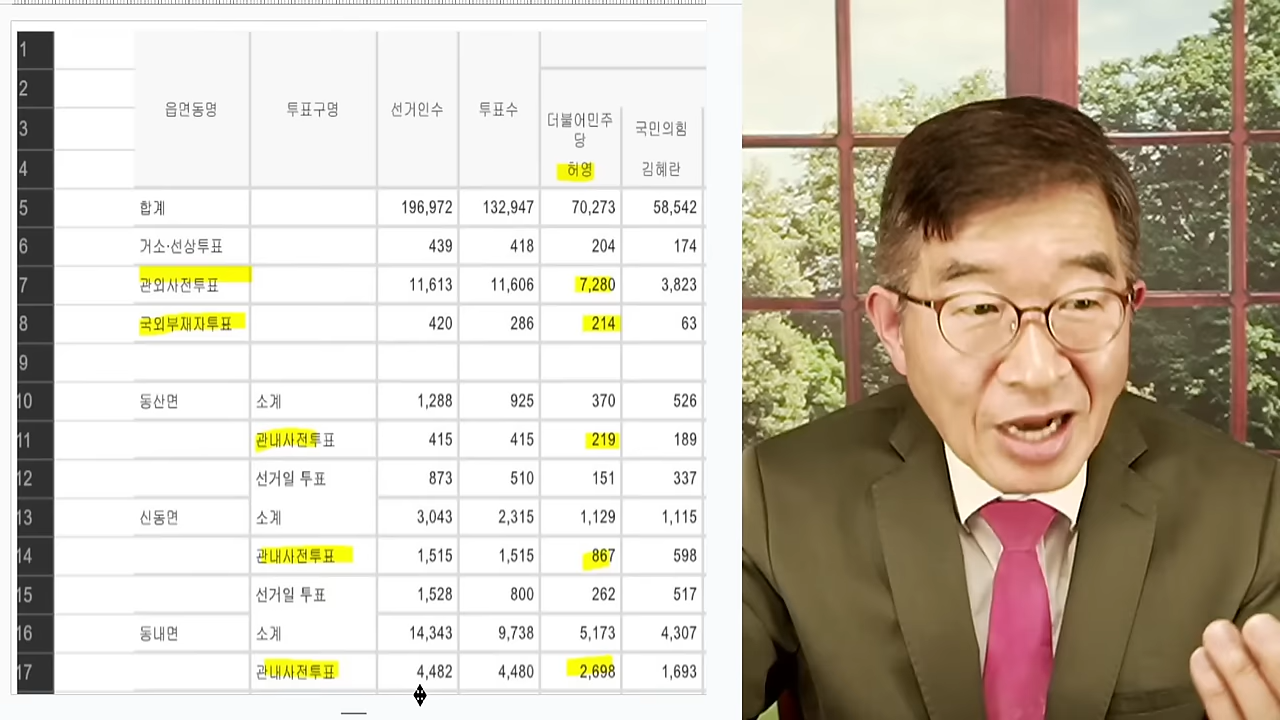 1
2
3
4
읍면동명 투표구명 선거인수 투표수
더불어민주
당
국민의힘
허영 김혜란
5 합계 196,972 132,947 70,273 58,542
6 거소·선상투표 439 418 204 174
7 관외사전투표 11,613 11,606 7,280 3,823
8 국외부재자투표 420 286 214 63
9
10 동산면 소계 1,288 925 370 526
11 관내사전투표 415 415 219 189
12 선거일 투표 873 510 151 337
13 신동면 소계 3,043 2,315 1,129 1,115
14 관내사전투표 1,515 1,515 867 598
15 선거일 투표 1,528 800 262 517
16 동내면 소계 14,343 9,738 5,173 4,307
17 관내사전투표 4,482 4,480 2,698 1,693